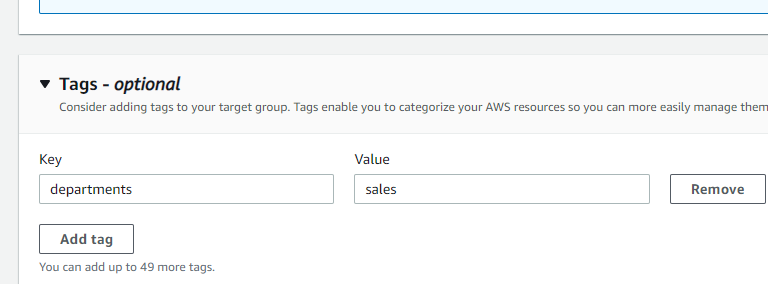 Tags - optional
Consider adding tags to your target group. Tags enable you to categorize your AWS resources so you can more easily manage them
Key
Value
departments
sales
Remove
Add tag
You can add up to 49 more tags.